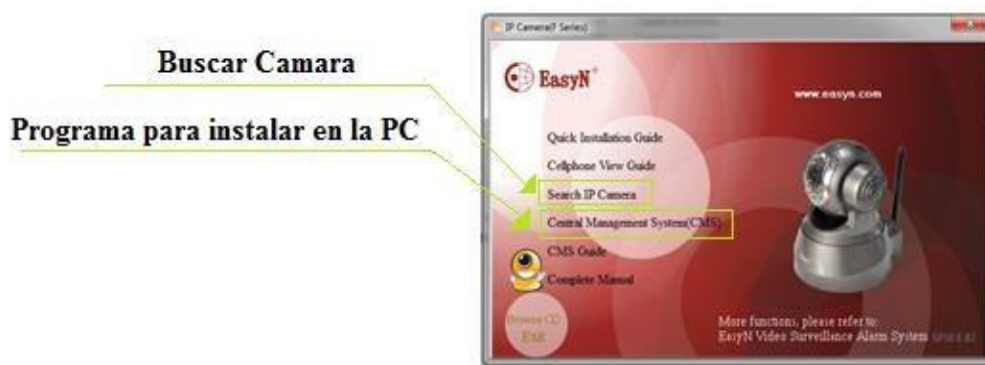 IP Camera(F Series)
Buscar Camara
Programa para instalar en la PC
EasyN®
www.easyn.com
Quick Installation Guide
Cellphone View Guide
Search IP Camera
Central Management System(CMS)
CMS Guide
Complete Manual
Browse CD
Exit
More functions, please refer to:
EasyN Video Surveillance Alarm System